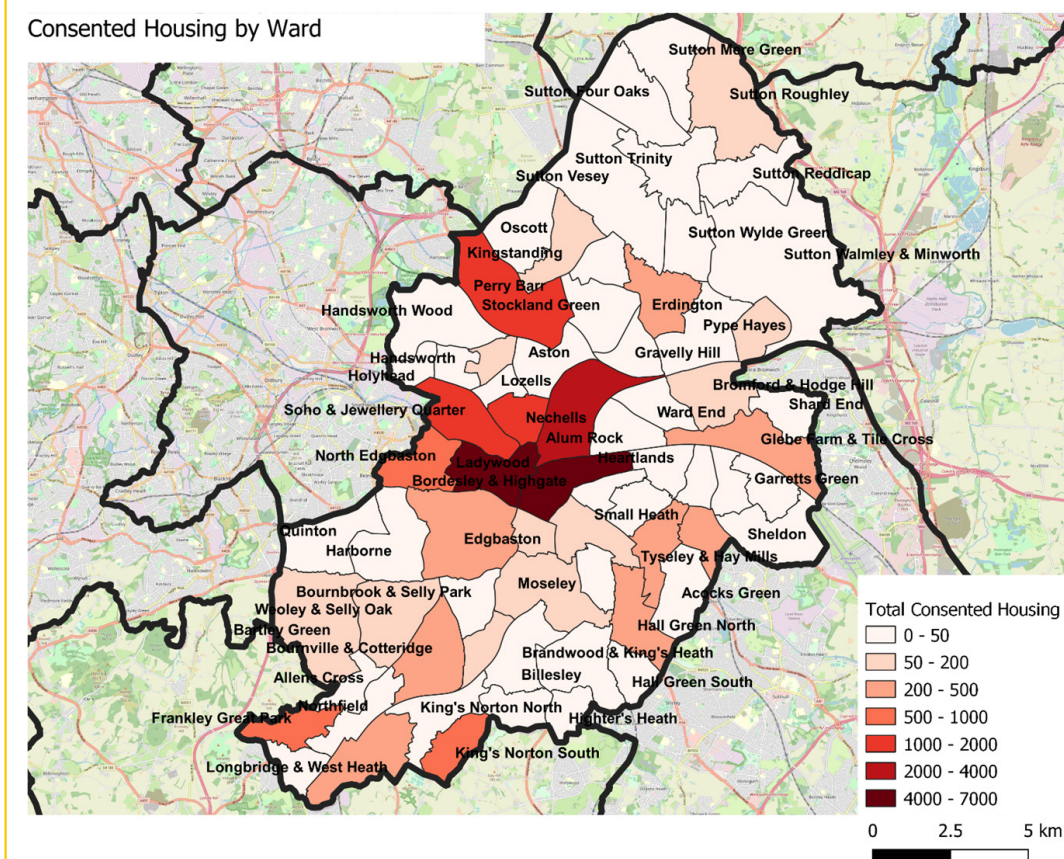 Consented Housing by Ward
Sutton Mere Green
Sutton Four Oaks
Sutton Roughley
Sutton Trinity
Sutton Vesey
Sutton Reddicap
Oscott
Sutton Wylde Green
Kingstanding
Sutton Walmley & Minworth
Perry Barr
Stockland Green
Erdington
Handsworth Wood
Pype Hayes
Handsworth
Aston
Gravelly Hill
Holyhead
Lozells
Bromford & Hodge Hill
Soho & Jewellery Quarter
Nechells
Ward End
Shard End
Alum Rock
Glebe Farm & Tile Cross
North Edgbaston
Ladywood
Heartlands
Bordesley & Highgate
Garretts Green
Small Heath
Quinton
Harborne
Edgbaston
Sheldon
Tyseley & Hay Mills
Bournbrook & Selly Park
Moseley
Acocks Green
Weoley & Selly Oak
Bartley Green
Hall Green North
Bournville & Cotteridge
Brandwood & King's Heath
Allens Cross
Billesley
Hall Green South
Northfield
King's Norton North
Frankley Great Park
Highter's Heath
King's Norton South
Longbridge & West Heath
Total Consented Housing
0 - 50
50 - 200
200 - 500
500 - 1000
1000 - 2000
2000 - 4000
4000 - 7000
0 2.5 5 km